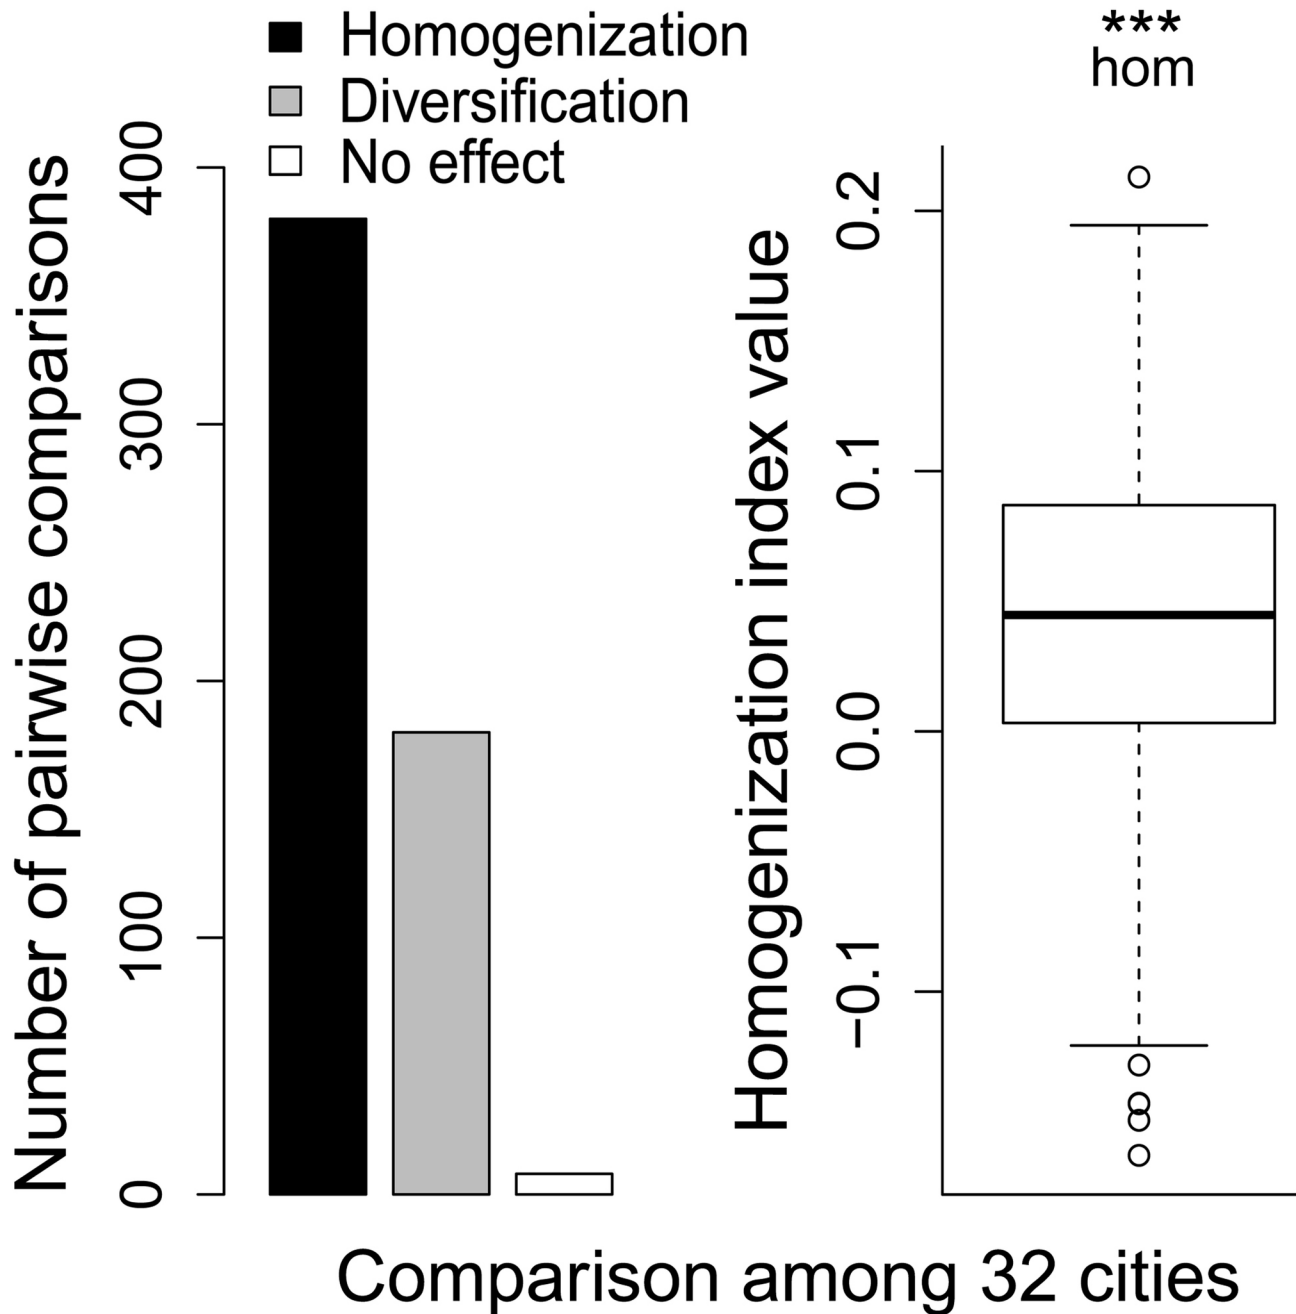 Homogenization
Diversification
No effect
Number of pairwise comparisons
400
300
200
100
0
***
hom
Homogenization index value
0.2
0.1
0.0
−0.1
Comparison among 32 cities